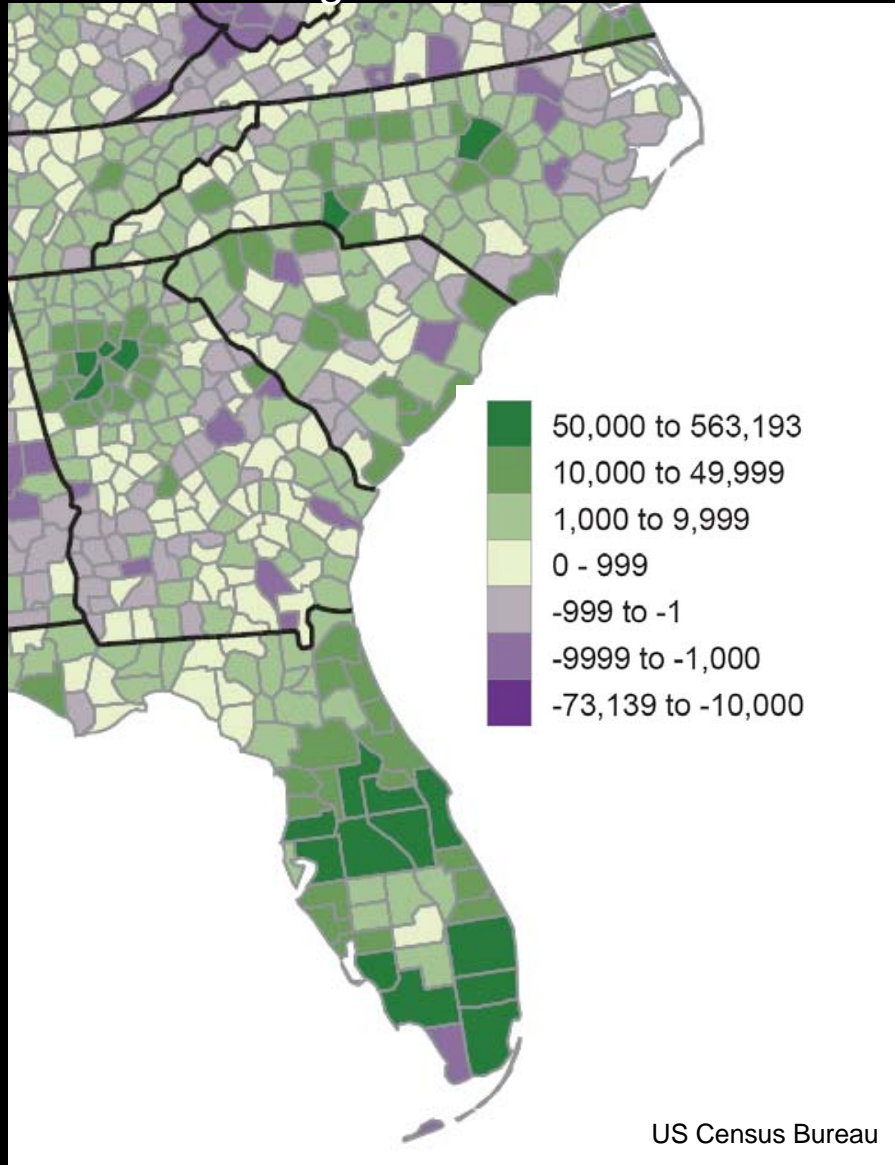 50,000 to 563,193
10,000 to 49,999
1,000 to 9,999
0 - 999
-999 to -1
-9999 to -1,000
-73,139 to -10,000
US Census Bureau